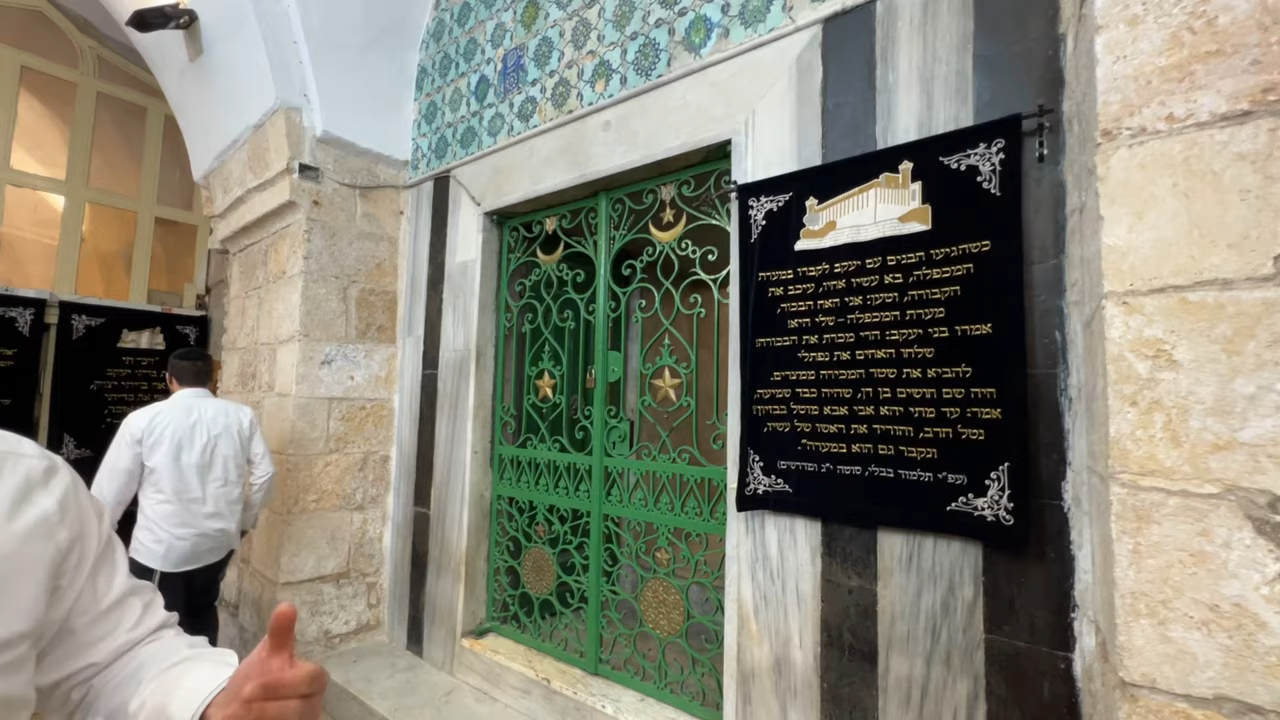 כשהגיעו הבנים עם יעקב לקברו במערת
המכפלה, בא עשיו אחיו, עיכב את
הקבורה, וטען: אני האח הבכור,
מערת המכפלה - שלי היא!
אמרו בני יעקב: הרי מכרת את הבכורה!
שלחו האחים את נפתלי
להביא את שטר המכירה ממצרים.
היה שם חושים בן דן, שהיה כבד שמיעה,
אמר: עד מתי יהא אבי אבא מוטל בבזיון?
נטל חרב, והוריד את ראשו של עשיו,
ונקבר גם הוא במערה".
(עפ"י תלמוד בבלי, סוטה י"ג ומדרשים)